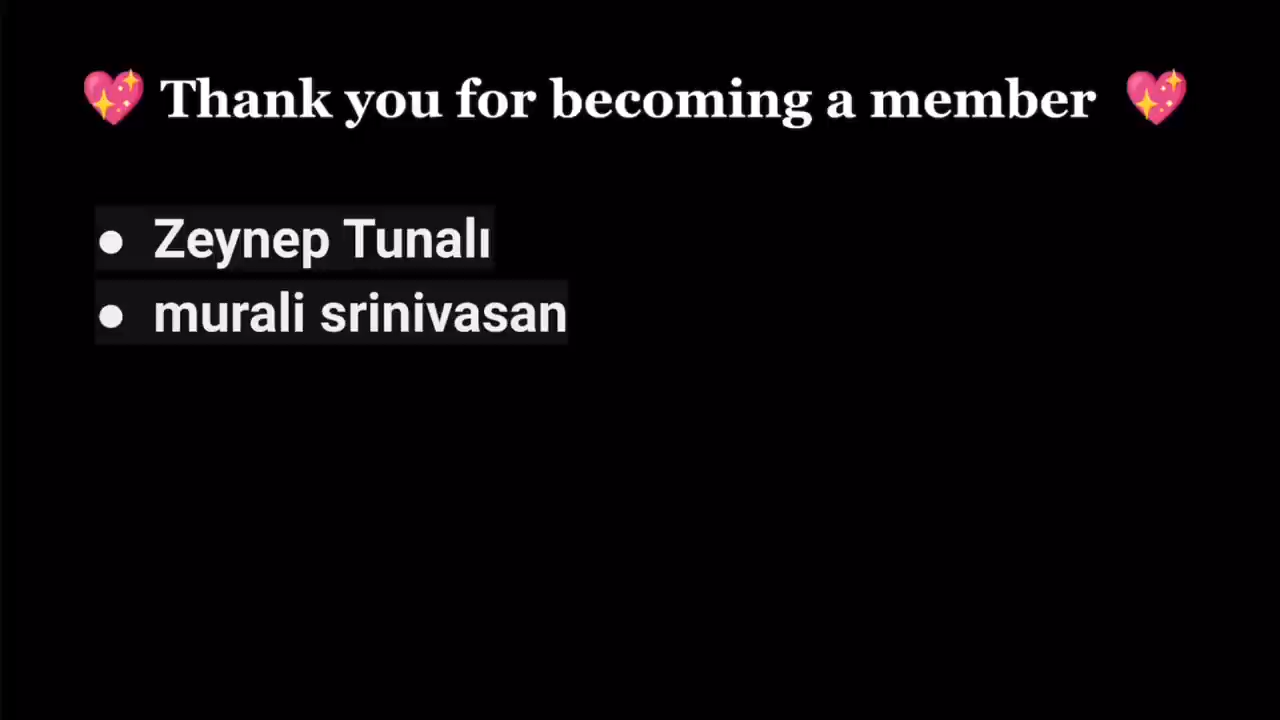 💖 Thank you for becoming a member 💖
● Zeynep Tunalı
● murali srinivasan